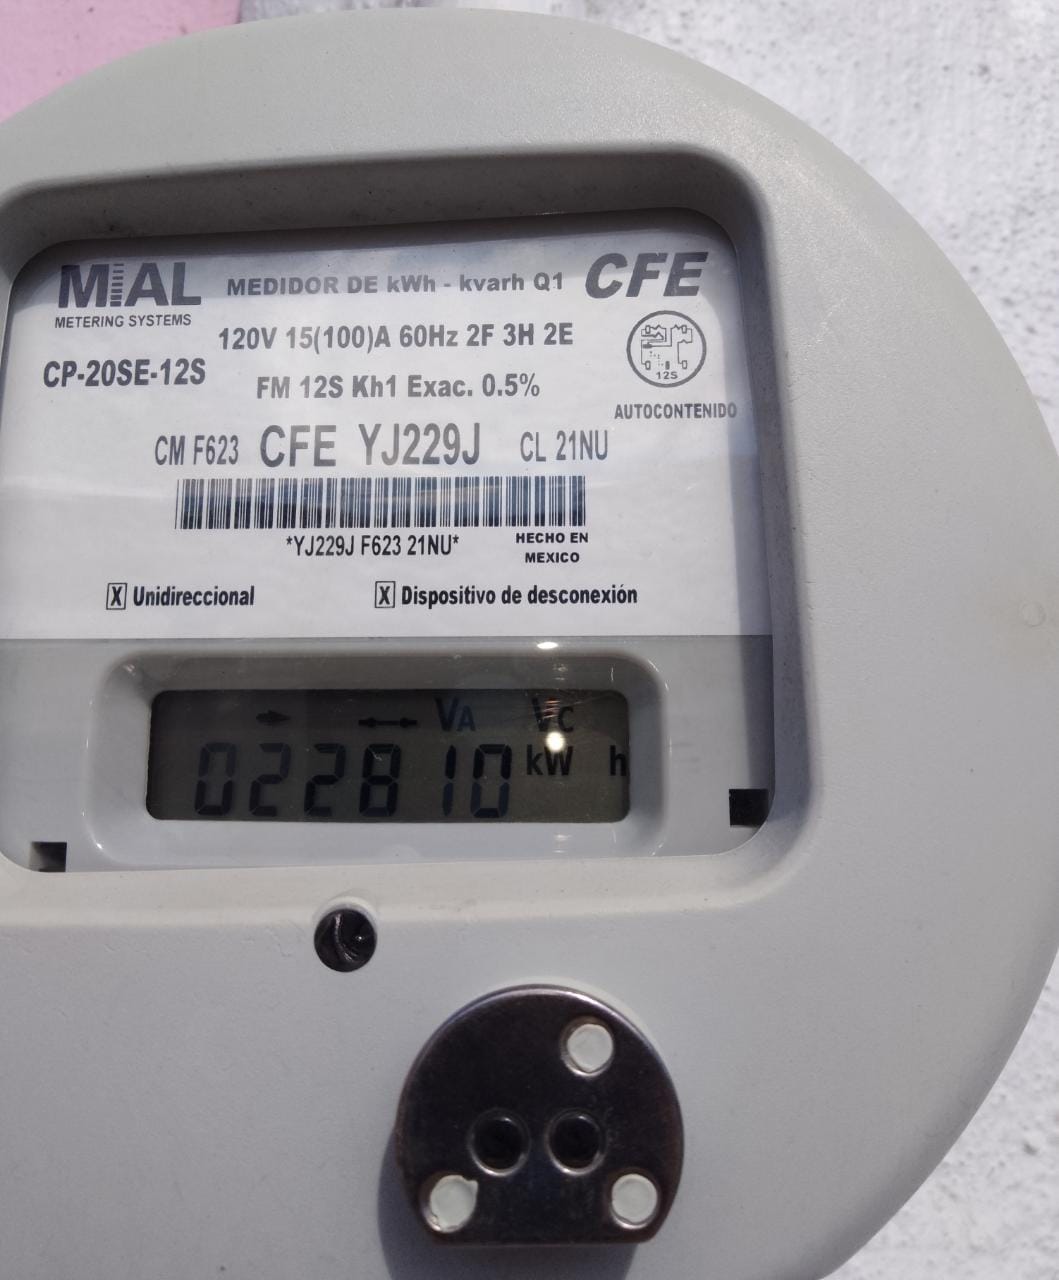 MIAL
METERING SYSTEMS
MEDIDOR DE kWh - kvarh Q1
CFE
120V 15(100)A 60Hz 2F 3H 2E
CP-20SE-12S
FM 12S Kh1 Exac. 0.5%
12S
AUTOCONTENIDO
CM F623 CFE YJ229J CL 21NU
*YJ229J F623 21NU*
HECHO EN
MEXICO
X Unidireccional
X Dispositivo de desconexión
VA VC
022810 kW h